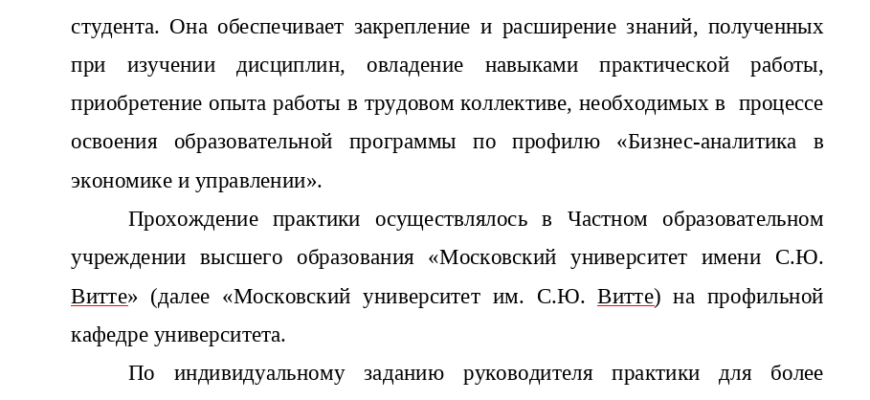 студента. Она обеспечивает закрепление и расширение знаний, полученных
при изучении дисциплин, овладение навыками практической работы,
приобретение опыта работы в трудовом коллективе, необходимых в процессе
освоения образовательной программы по профилю «Бизнес-аналитика в
экономике и управлении».
Прохождение практики осуществлялось в Частном образовательном
учреждении высшего образования «Московский университет имени С.Ю.
Витте» (далее «Московский университет им. С.Ю. Витте) на профильной
кафедре университета.
По индивидуальному заданию руководителя практики для более